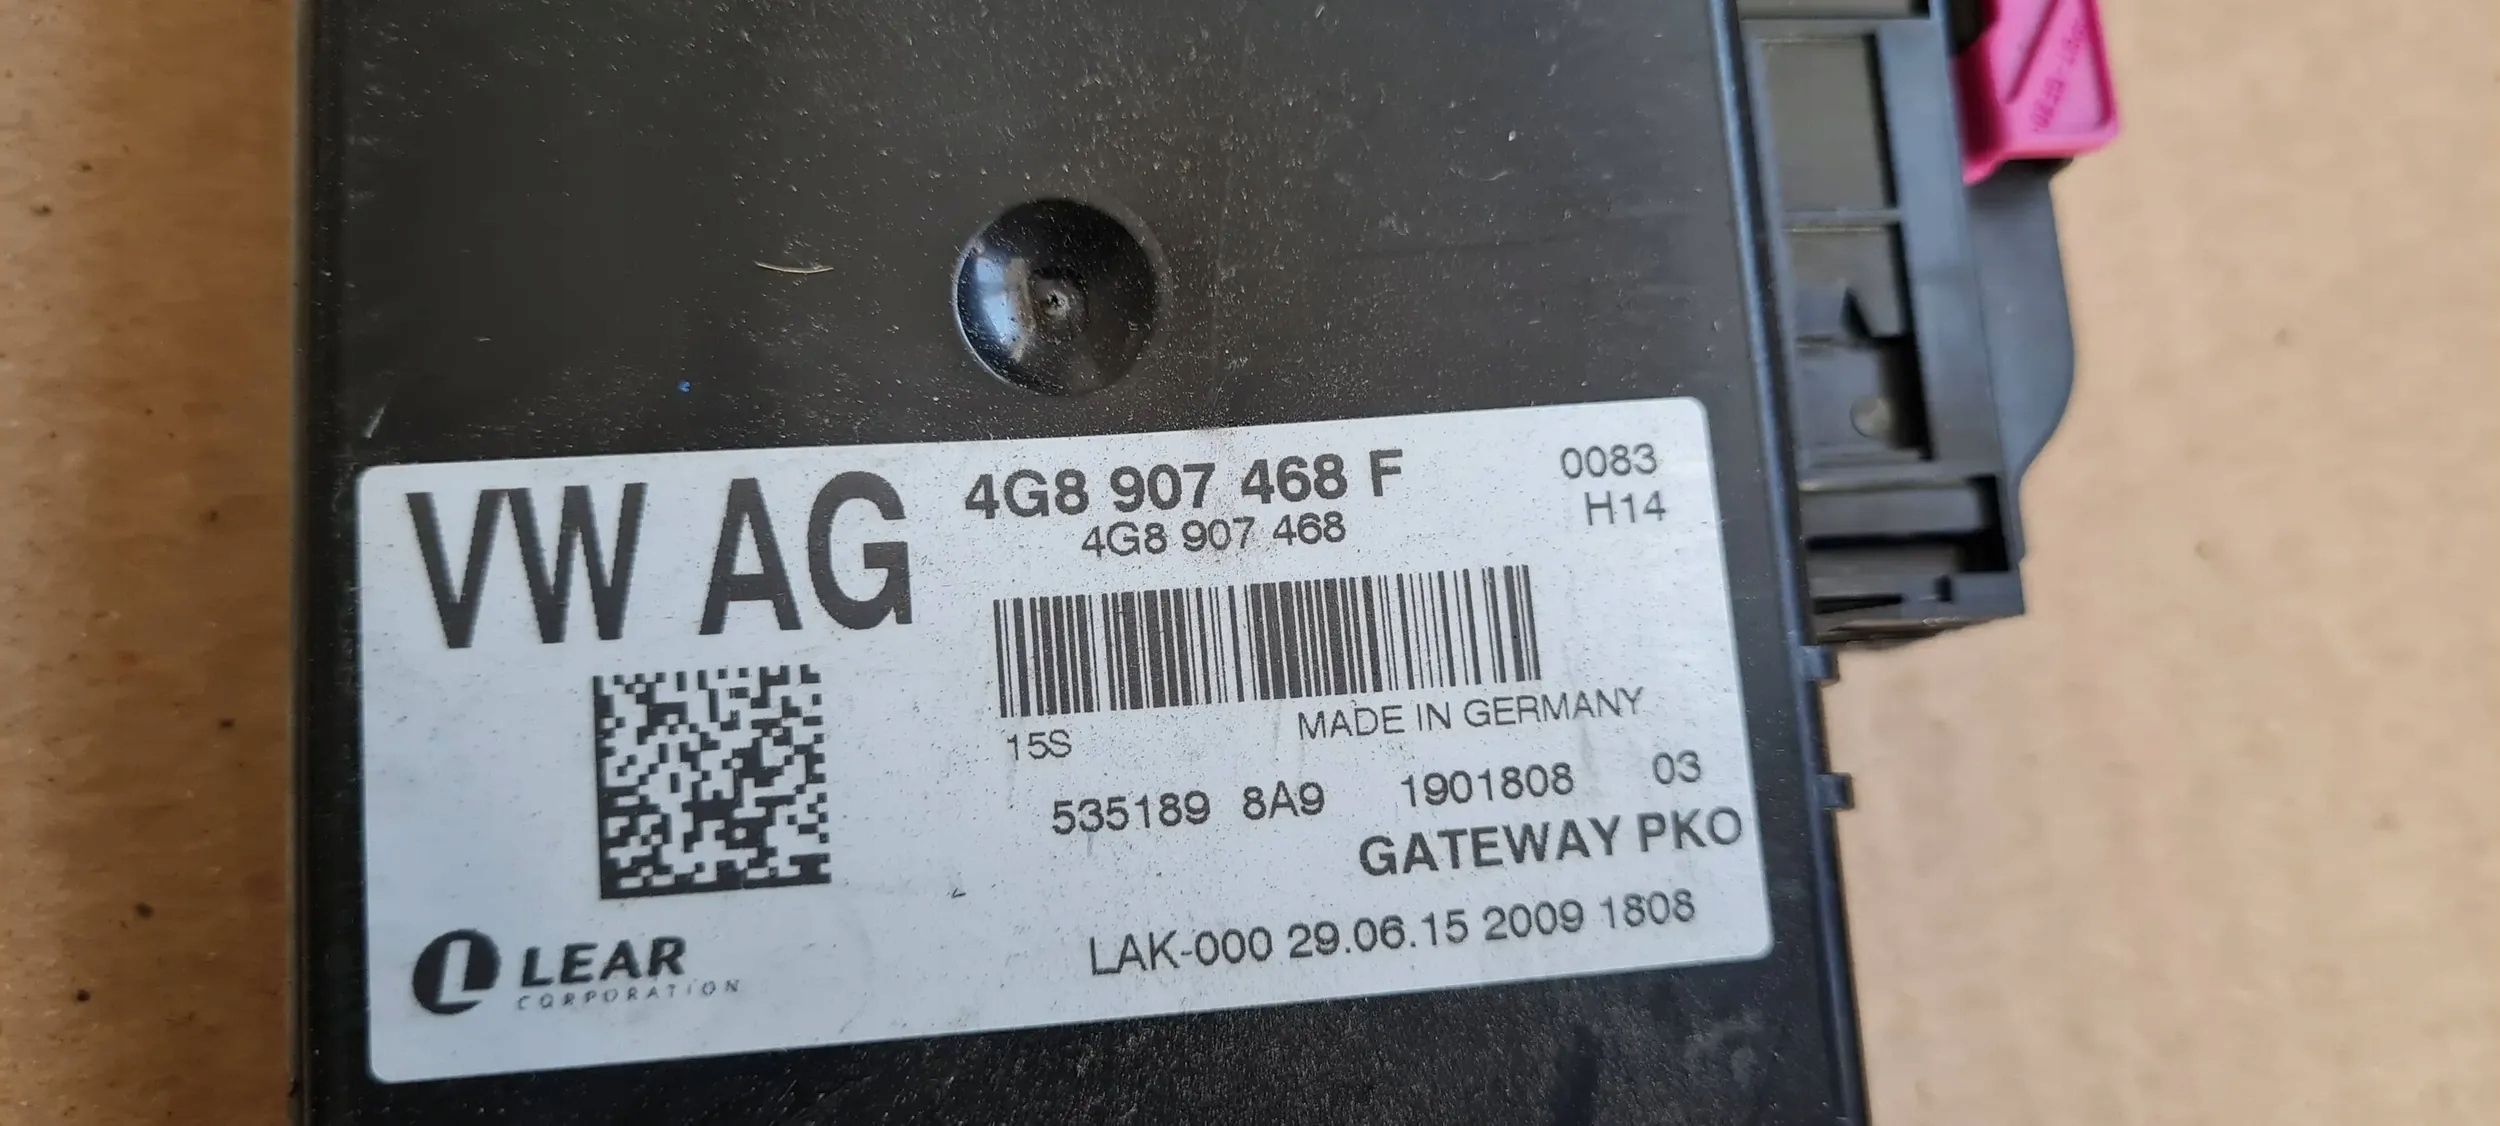 VW AG
4G8 907 468 F
4G8 907 468
0083
H14
15S
MADE IN GERMANY
535189 8A9 1901808 03
GATEWAY PKO
LAK-000 29.06.15 2009 1808
LEAR
CORPORATION